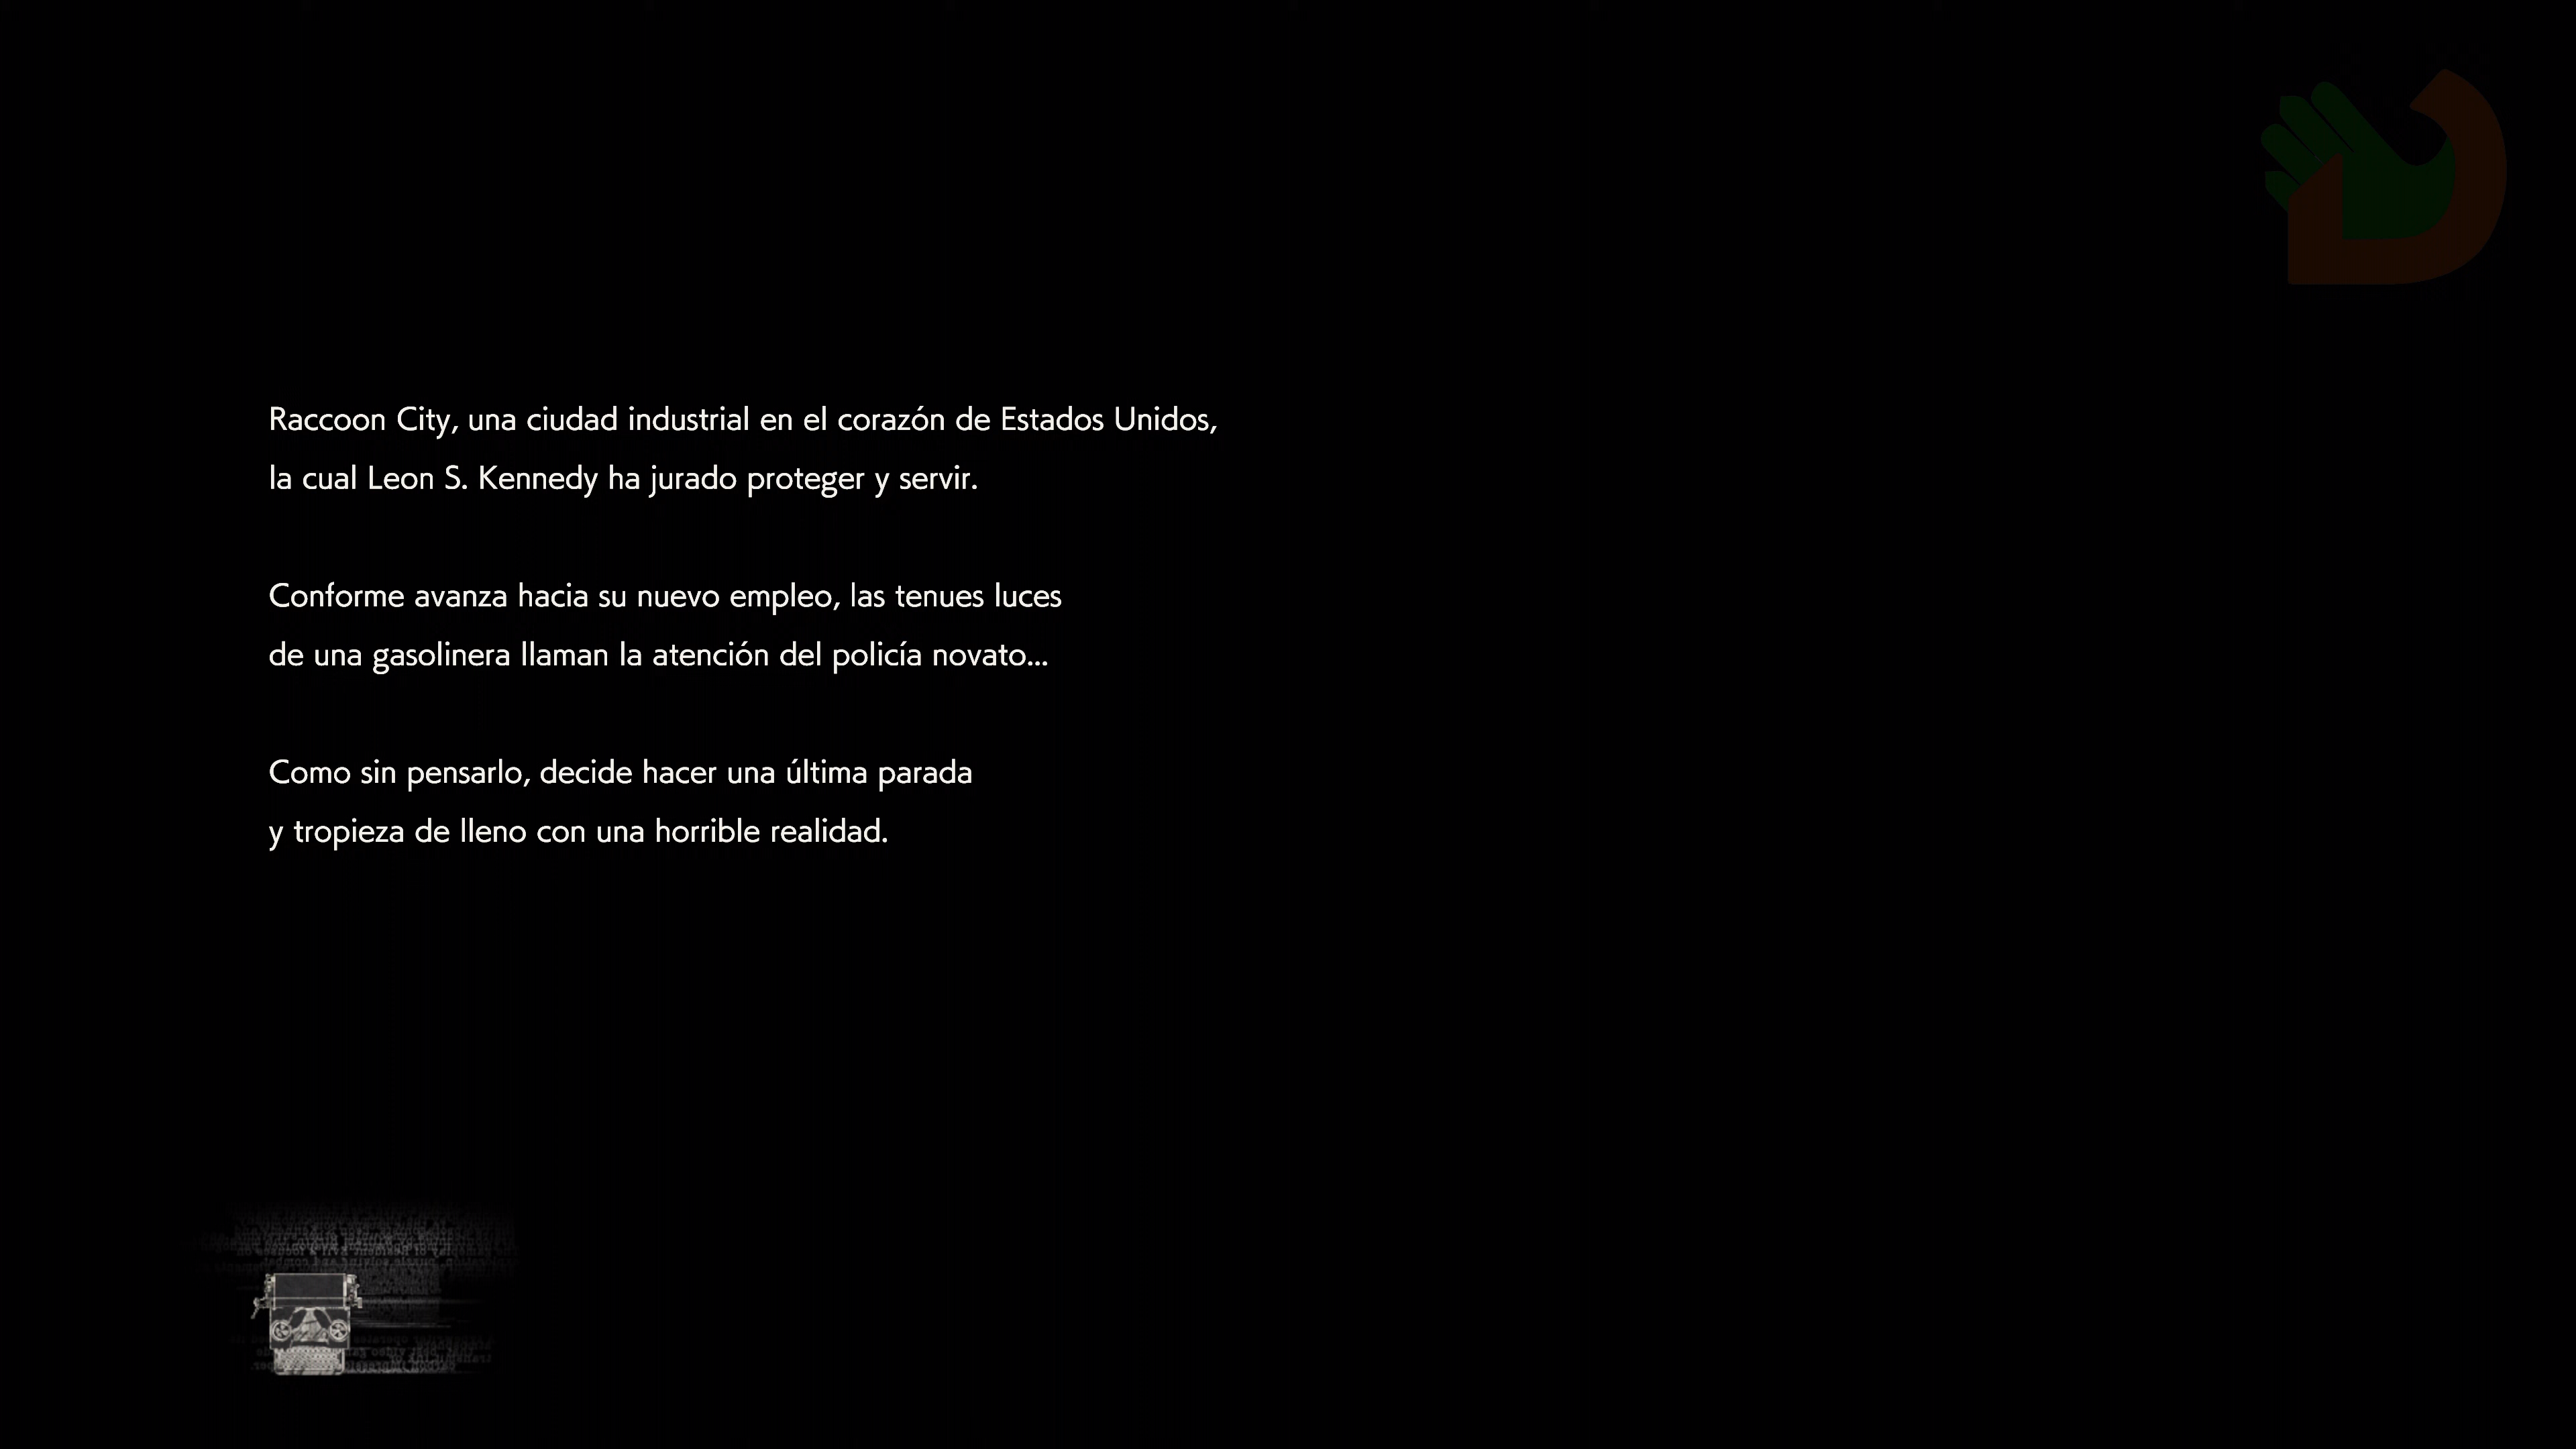 Raccoon City, una ciudad industrial en el corazón de Estados Unidos,
la cual Leon S. Kennedy ha jurado proteger y servir.
Conforme avanza hacia su nuevo empleo, las tenues luces
de una gasolinera llaman la atención del policía novato...
Como sin pensarlo, decide hacer una última parada
y tropieza de lleno con una horrible realidad.